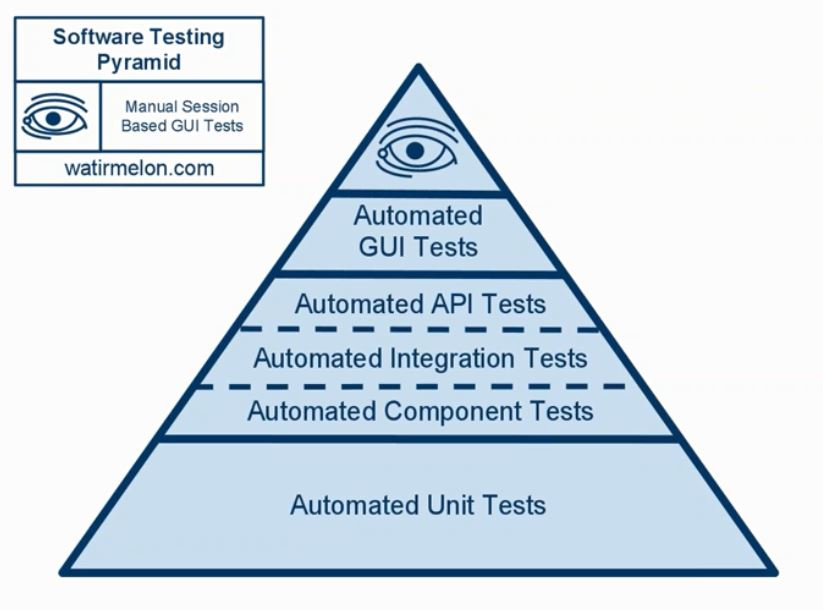 Software Testing
Pyramid
Manual Session
Based GUI Tests
watirmelon.com
Automated
GUI Tests
Automated API Tests
Automated Integration Tests
Automated Component Tests
Automated Unit Tests